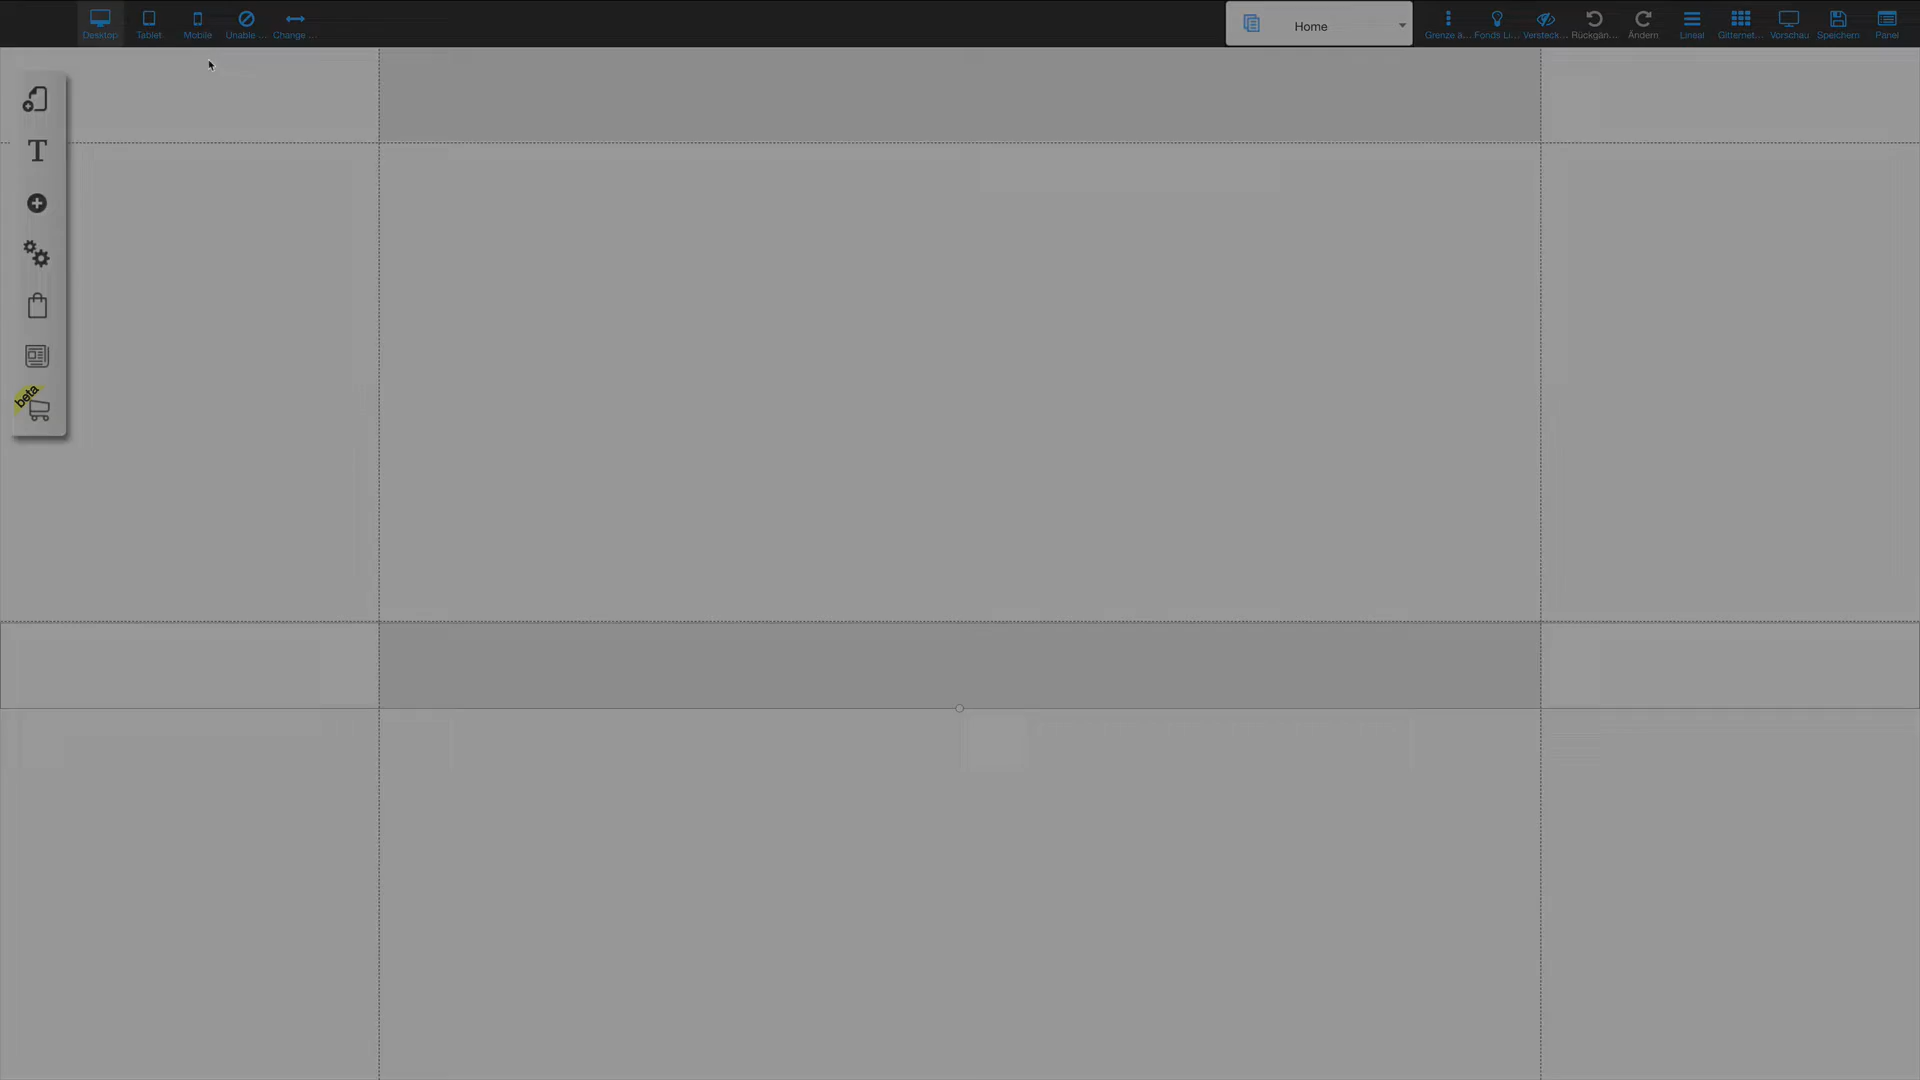 Desktop Tablet Mobile Unable ... Change ... Home Grenze ä... Fonds Li... Versteck... Rückgän... Ändern Lineal Gitternet... Vorschau Speichern Panel
T
beta